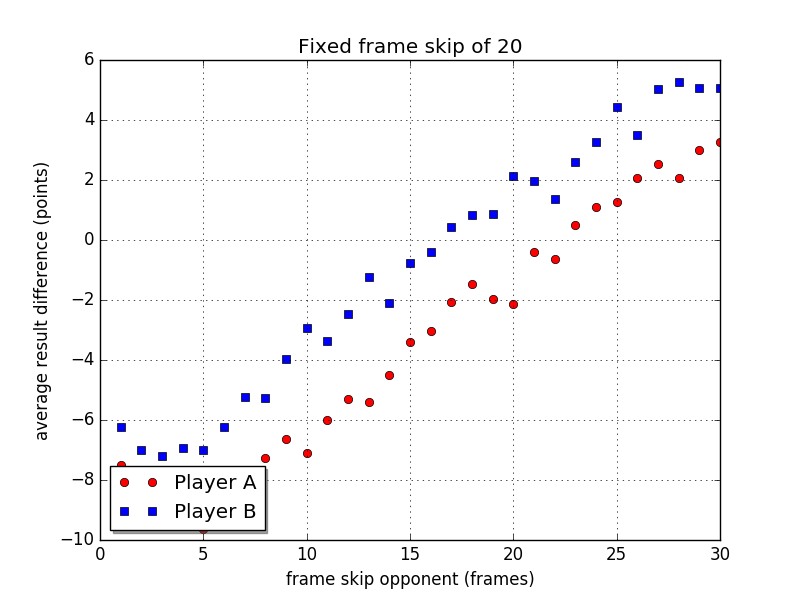 Fixed frame skip of 20
6
4
2
0
−2
−4
−6
−8
−10
average result difference (points)
Player A
Player B
0 5 10 15 20 25 30
frame skip opponent (frames)